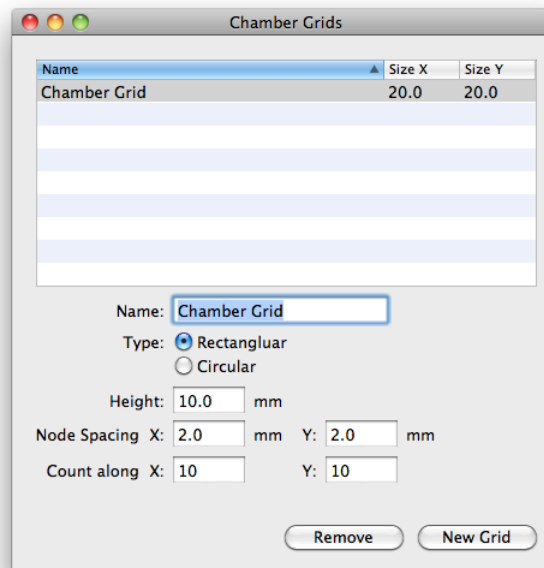 Chamber Grids
Name Size X Size Y
Chamber Grid 20.0 20.0
Name: Chamber Grid
Type: Rectangluar
Circular
Height: 10.0 mm
Node Spacing X: 2.0 mm Y: 2.0 mm
Count along X: 10 Y: 10
Remove New Grid